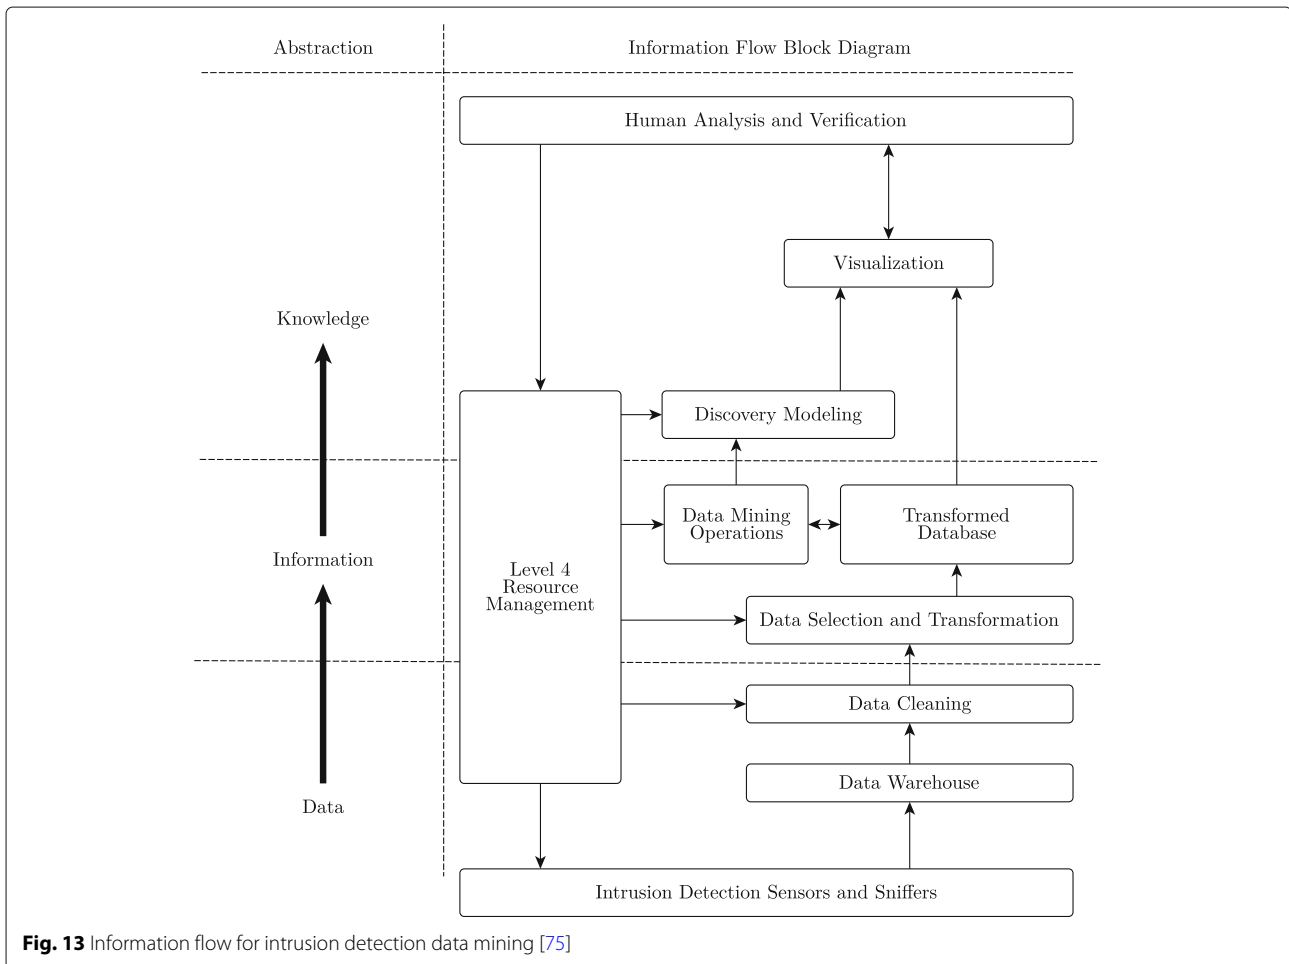 Abstraction
Information Flow Block Diagram
Human Analysis and Verification
Visualization
Knowledge
Discovery Modeling
Data Mining
Operations
Transformed
Database
Information
Level 4
Resource
Management
Data Selection and Transformation
Data Cleaning
Data Warehouse
Data
Intrusion Detection Sensors and Sniffers
Fig. 13 Information flow for intrusion detection data mining [75]